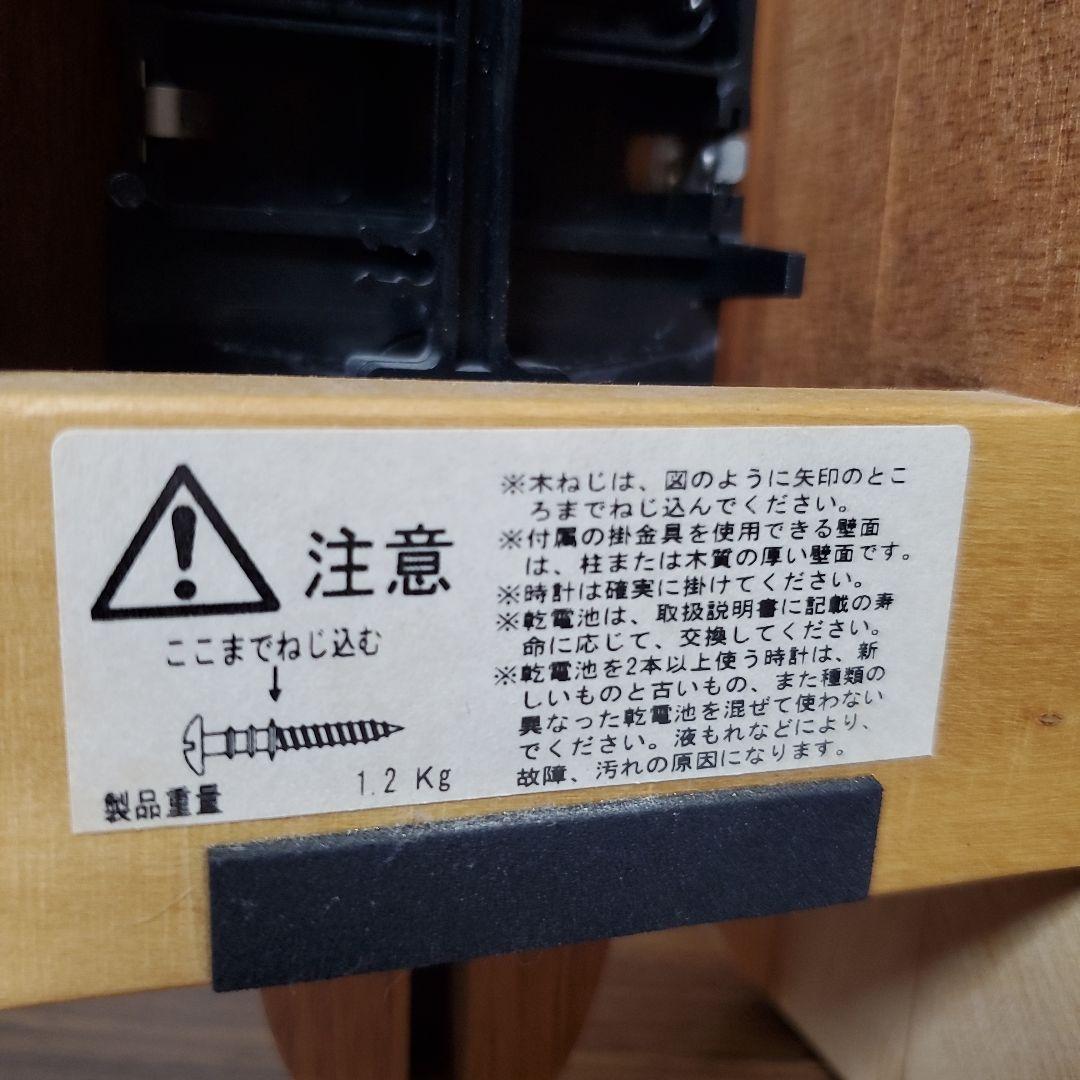 注意
ここまでねじ込む
製品重量 1.2 Kg
※木ねじは、図のように矢印のとこ
ろまでねじ込んでください。
※付属の掛金具を使用できる壁面
は、柱または木質の厚い壁面です。
※時計は確実に掛けてください。
※乾電池は、取扱説明書に記載の寿
命に応じて、交換してください。
※乾電池を2本以上使う時計は、新
しいものと古いもの、また種類の
異なった乾電池を混ぜて使わない
でください。液もれなどにより、
故障、汚れの原因になります。